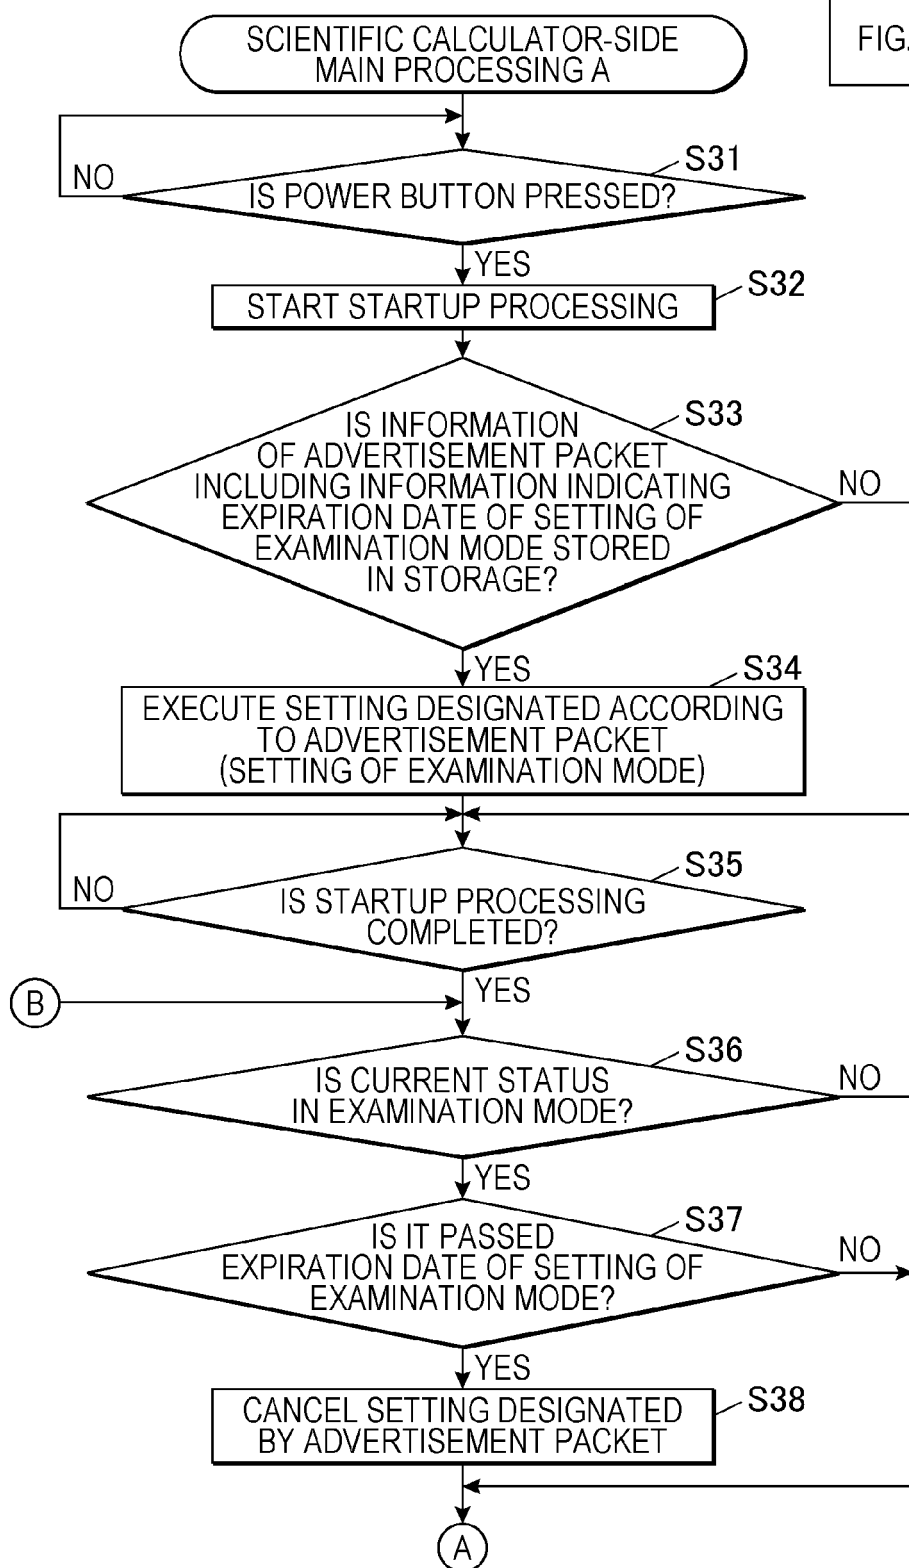 SCIENTIFIC CALCULATOR-SIDE
MAIN PROCESSING A
FIG.
S31
NO
IS POWER BUTTON PRESSED?
YES
S32
START STARTUP PROCESSING
S33
IS INFORMATION
OF ADVERTISEMENT PACKET
INCLUDING INFORMATION INDICATING
EXPIRATION DATE OF SETTING OF
EXAMINATION MODE STORED
IN STORAGE?
NO
YES
S34
EXECUTE SETTING DESIGNATED ACCORDING
TO ADVERTISEMENT PACKET
(SETTING OF EXAMINATION MODE)
S35
NO
IS STARTUP PROCESSING
COMPLETED?
YES
B
S36
IS CURRENT STATUS
IN EXAMINATION MODE?
NO
YES
S37
IS IT PASSED
EXPIRATION DATE OF SETTING OF
EXAMINATION MODE?
NO
YES
S38
CANCEL SETTING DESIGNATED
BY ADVERTISEMENT PACKET
A